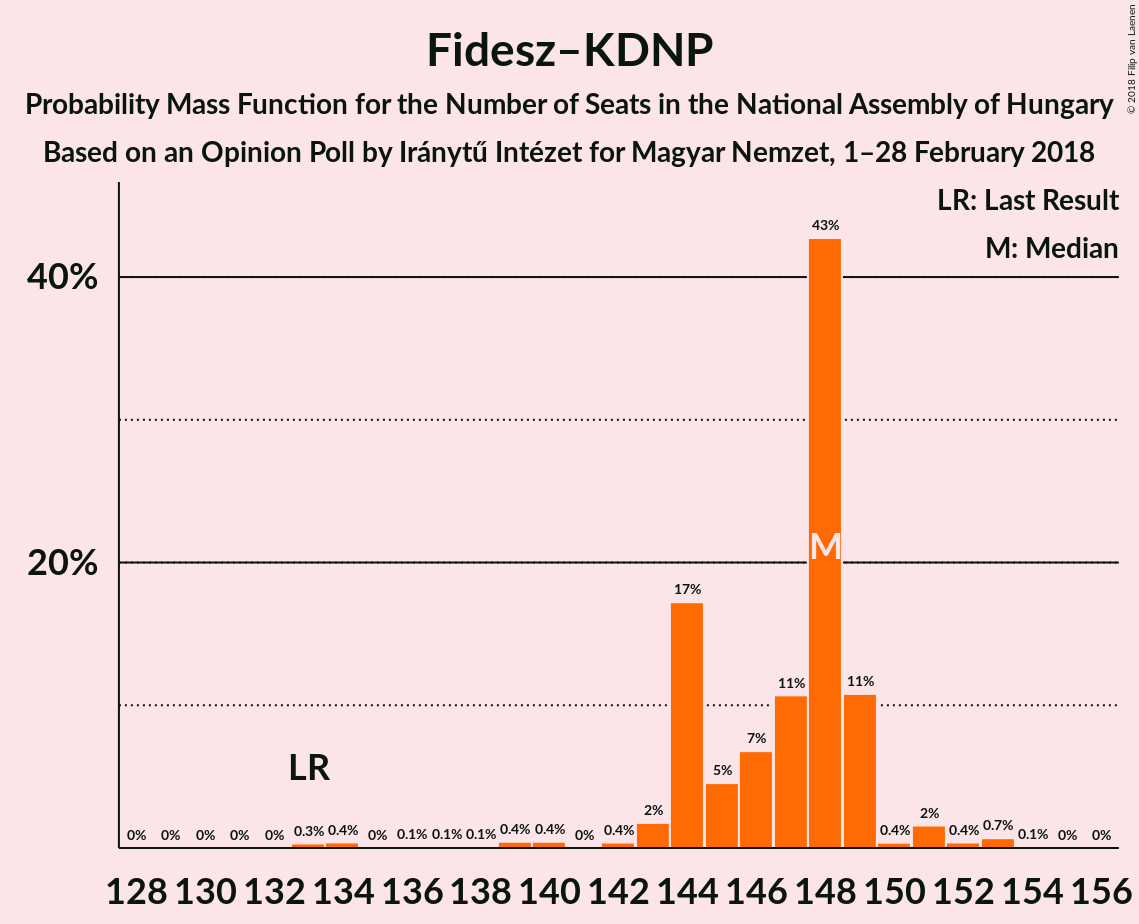 Fidesz–KDNP
Probability Mass Function for the Number of Seats in the National Assembly of Hungary
Based on an Opinion Poll by Iránytű Intézet for Magyar Nemzet, 1–28 February 2018
© 2018 Filip van Laenen
LR: Last Result
M: Median
40%
20%
43%
M
17%
11%
11%
7%
5%
2%
2%
LR
0% 0% 0% 0% 0% 0.3% 0.4% 0% 0.1% 0.1% 0.1% 0.4% 0.4% 0% 0.4% 0.4% 0.4% 0.7% 0.1% 0% 0%
128 130 132 134 136 138 140 142 144 146 148 150 152 154 156